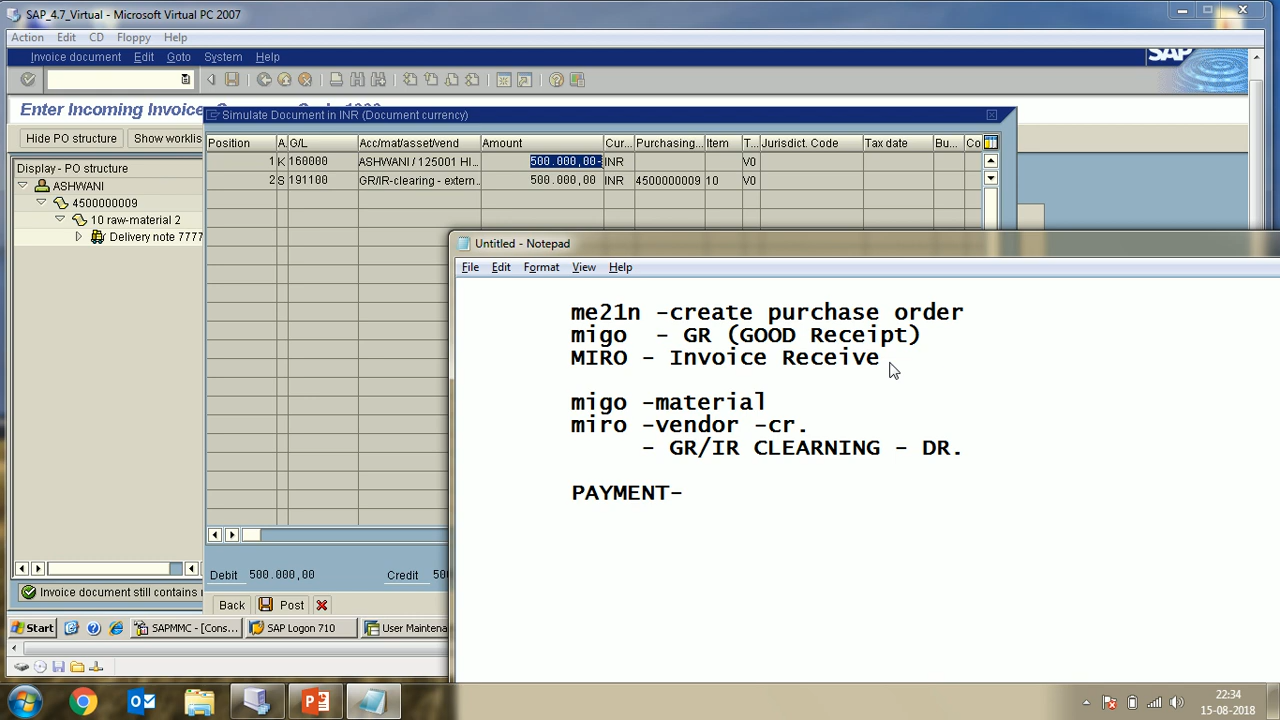 SAP_4.7_Virtual - Microsoft Virtual PC 2007
Action Edit CD Floppy Help
Invoice document Edit Goto System Help
SAP
Enter Incoming Invoice
Simulate Document in INR (Document currency)
Hide PO structure Show worklis
Position A G/L Acc/mat/asset/vend Amount Cur... Purchasing... Item T... Jurisdict. Code Tax date Bu... Co
1 K 160000 ASHWANI / 125001 HI... 500.000,00- INR V0
2 S 191100 GR/IR-clearing - extern.. 500.000,00 INR 4500000009 10 V0
Display - PO structure
ASHWANI
4500000009
10 raw-material 2
Delivery note 7777
Untitled - Notepad
File Edit Format View Help
me21n -create purchase order
migo - GR (GOOD Receipt)
MIRO - Invoice Receive
migo -material
miro -vendor -cr.
- GR/IR CLEARNING - DR.
PAYMENT-
Debit 500.000,00 Credit 50
Invoice document still contains
Back Post
Start SAPMMC - [Cons... SAP Logon 710 User Maintena
22:34
15-08-2018